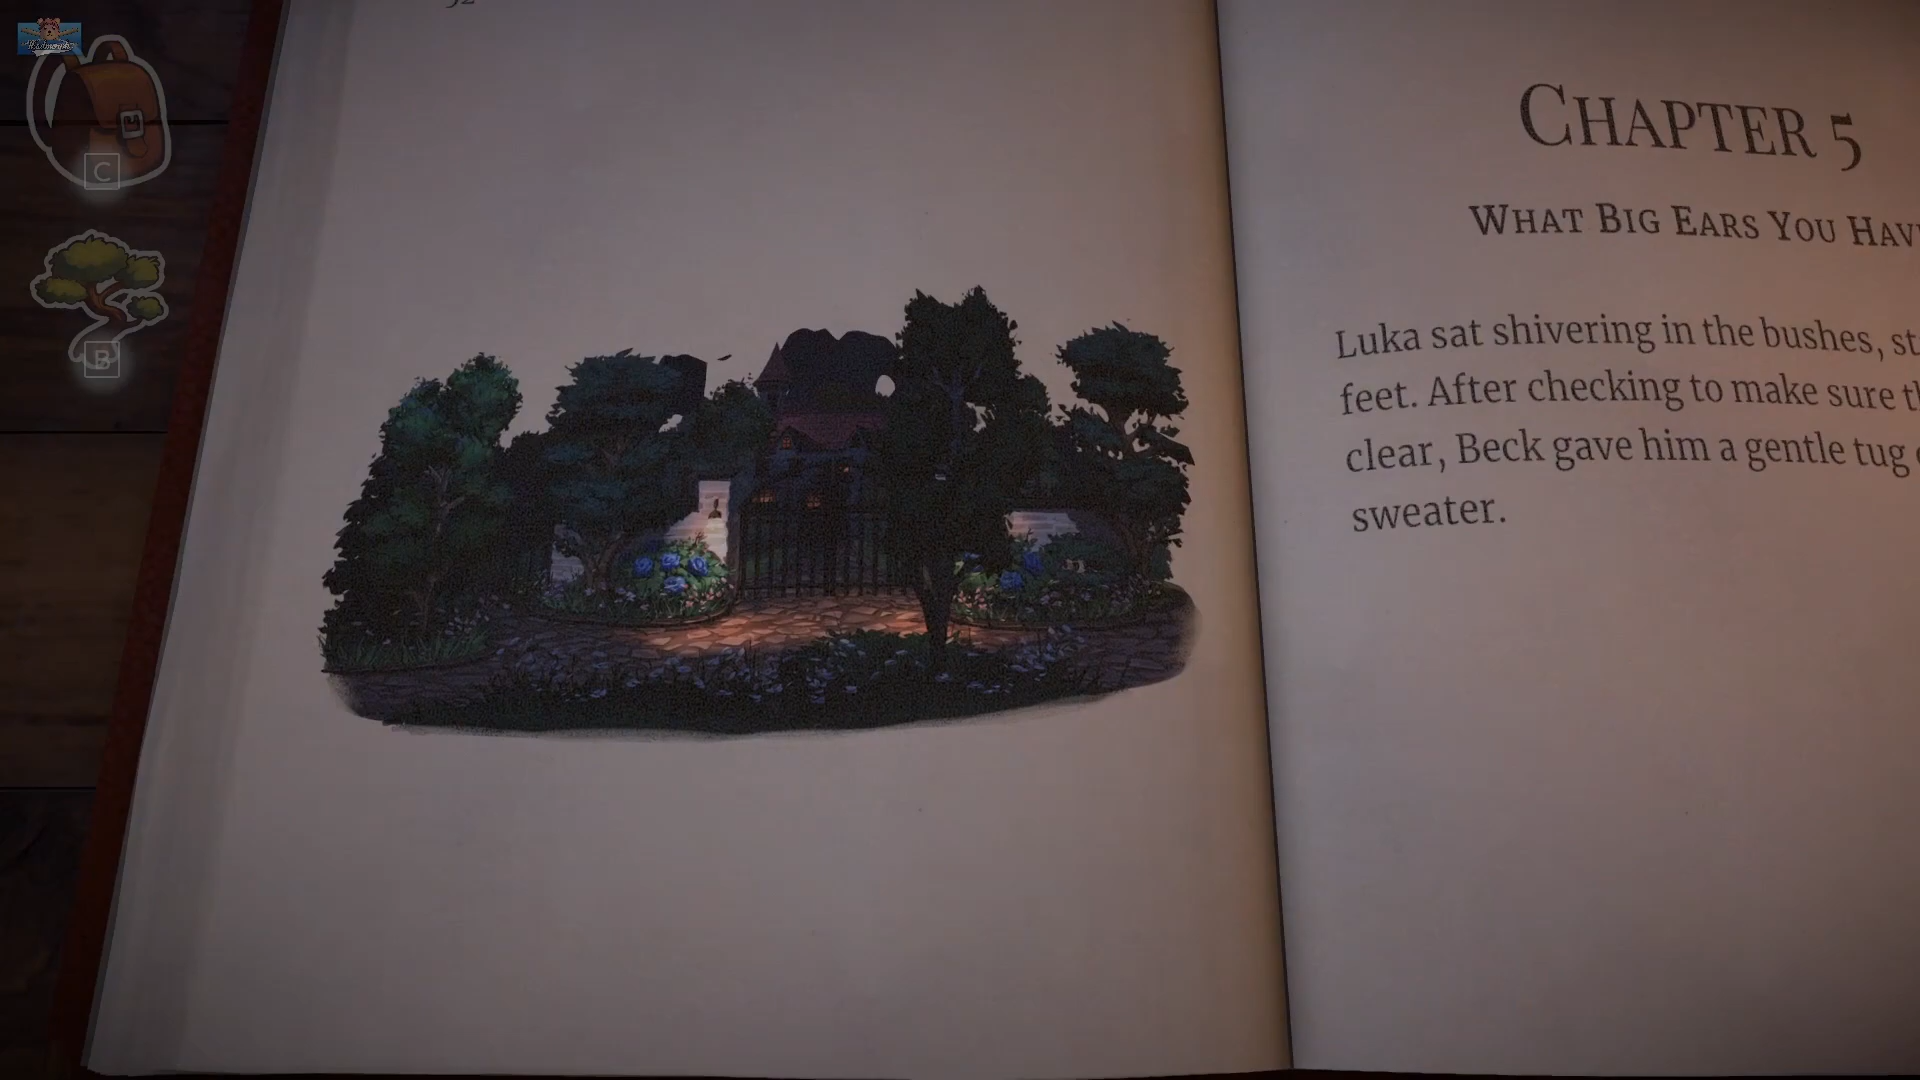 C
B
CHAPTER 5
WHAT BIG EARS YOU
Luka sat shivering in the bushes,
feet. After checking to make sure
clear, Beck gave him a gentle tug
sweater.